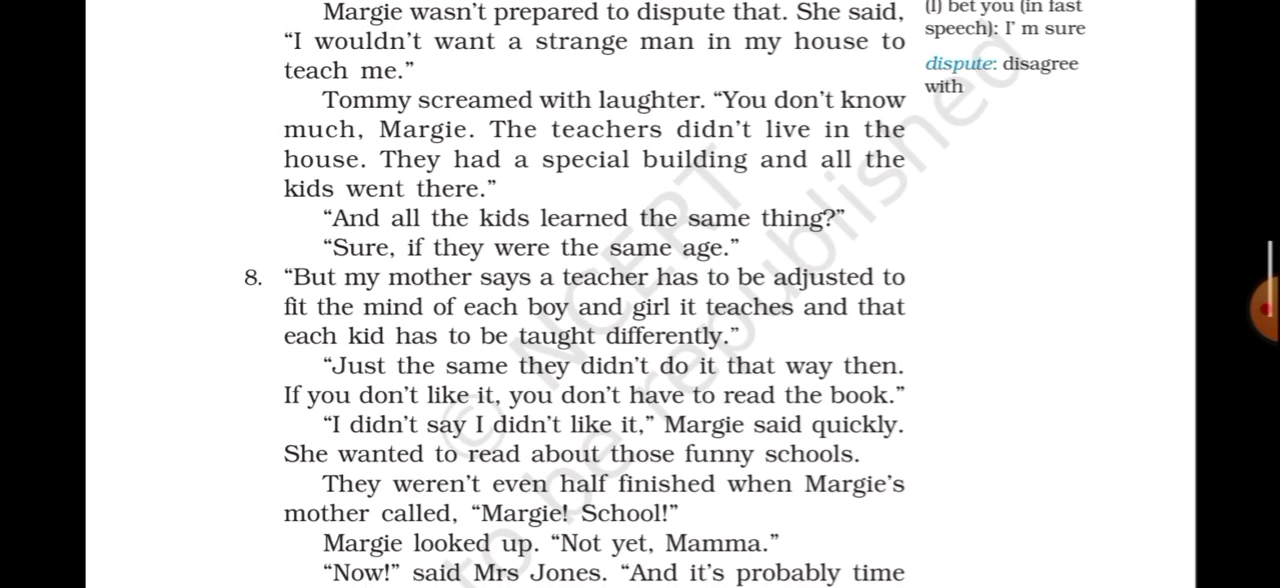 Margie wasn't prepared to dispute that. She said,
“I wouldn't want a strange man in my house to
teach me.”
Tommy screamed with laughter. “You don't know
much, Margie. The teachers didn't live in the
house. They had a special building and all the
kids went there.”
“And all the kids learned the same thing?”
“Sure, if they were the same age.”
8. “But my mother says a teacher has to be adjusted to
fit the mind of each boy and girl it teaches and that
each kid has to be taught differently.”
“Just the same they didn't do it that way then.
If you don't like it, you don't have to read the book.”
“I didn't say I didn't like it,” Margie said quickly.
She wanted to read about those funny schools.
They weren't even half finished when Margie's
mother called, “Margie! School!”
Margie looked up. “Not yet, Mamma.”
“Now!” said Mrs Jones. “And it's probably time
(I) bet you (in fast
speech): I' m sure
dispute: disagree
with
© NCERT
to be republished